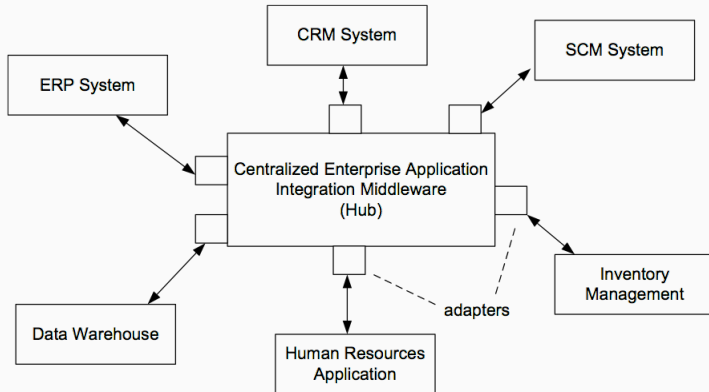 CRM System
SCM System
ERP System
Centralized Enterprise Application
Integration Middleware
(Hub)
Inventory
Management
adapters
Data Warehouse
Human Resources
Application